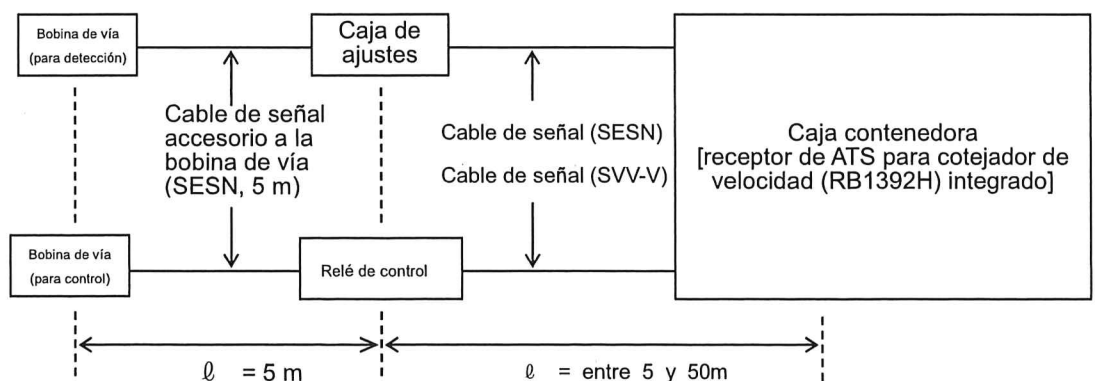 Bobina de vía
(para detección)
Caja de
ajustes
Cable de señal
accesorio a la
bobina de vía
(SESN, 5 m)
Cable de señal (SESN)
Cable de señal (SVV-V)
Caja contenedora
[receptor de ATS para cotejador de
velocidad (RB1392H) integrado]
Bobina de vía
(para control)
Relé de control
ℓ = 5 m
ℓ = entre 5 y 50m